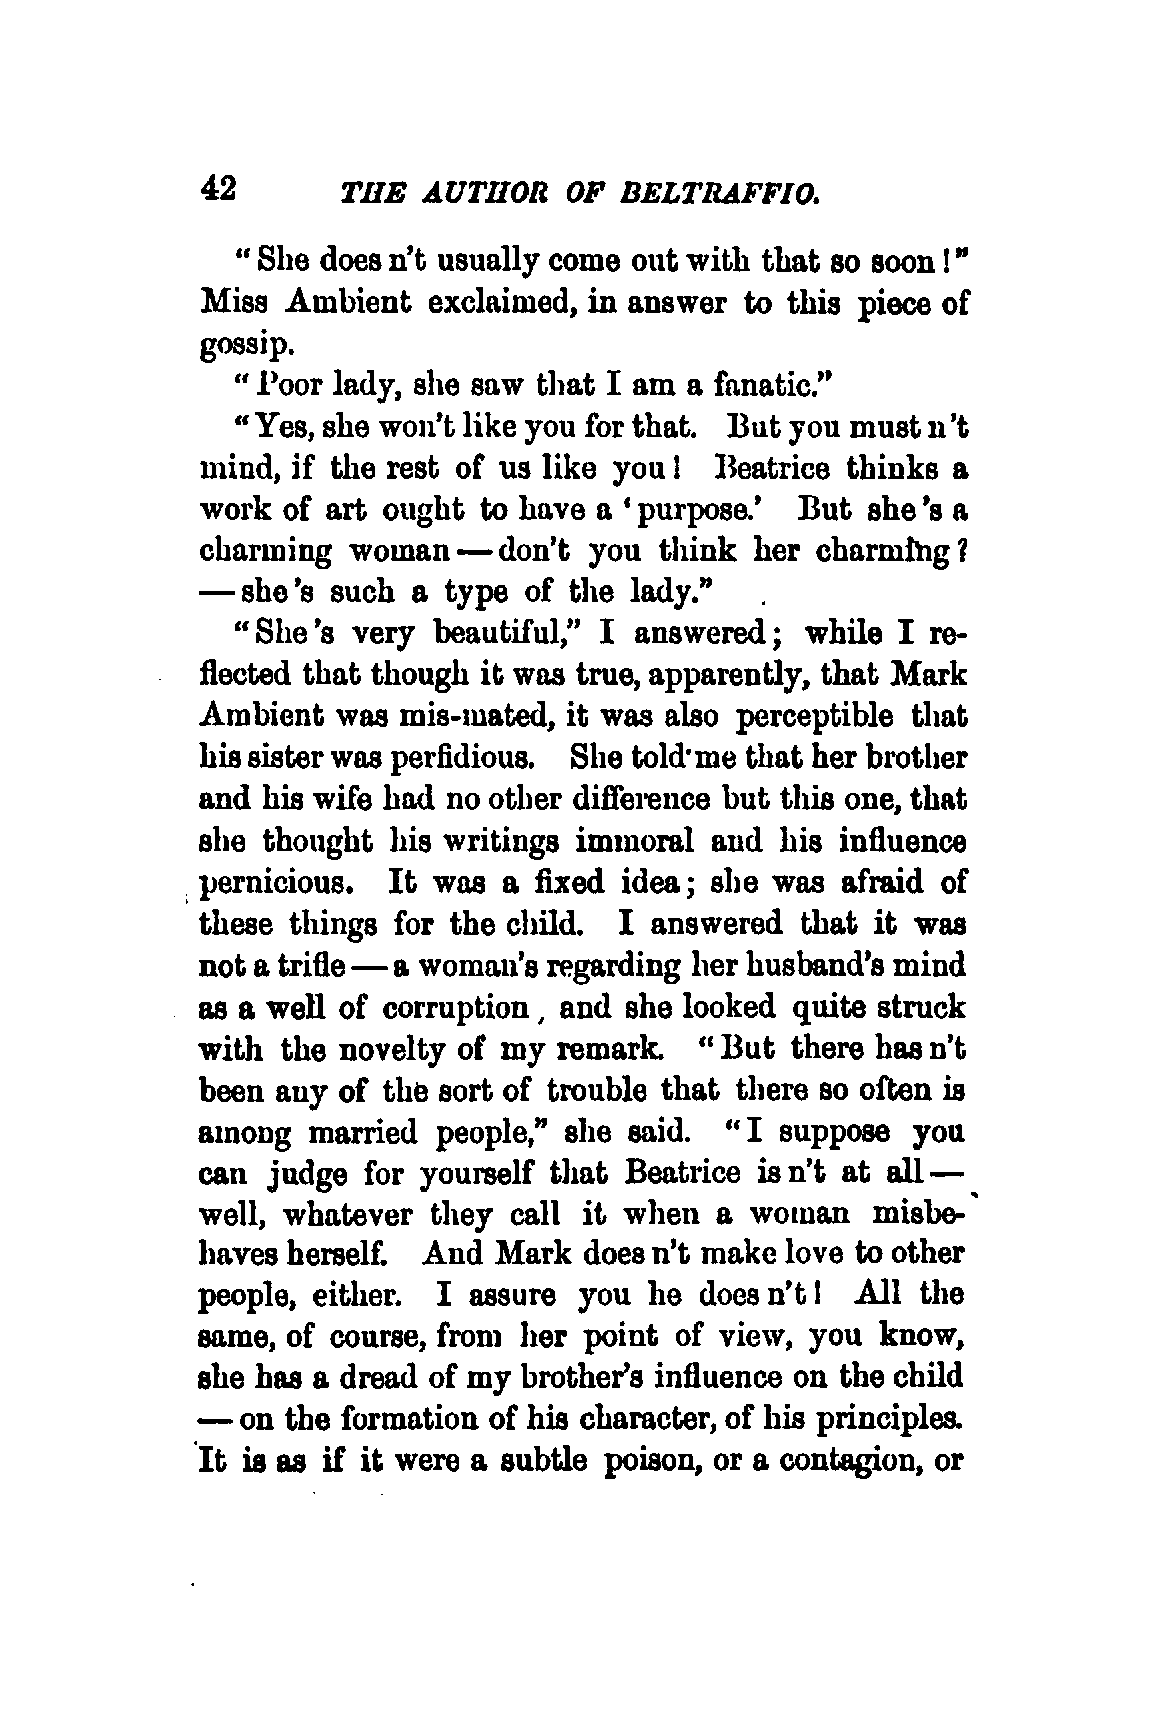 42 THE AUTHOR OF BELTRAFFIO.
"She does n't usually come out with that so soon!"
Miss Ambient exclaimed, in answer to this piece of
gossip.
"Poor lady, she saw that I am a fanatic."
"Yes, she won't like you for that. But you must n't
mind, if the rest of us like you! Beatrice thinks a
work of art ought to have a 'purpose.' But she 's a
charming woman—don't you think her charming?
—she 's such a type of the lady."
"She 's very beautiful," I answered; while I re-
flected that though it was true, apparently, that Mark
Ambient was mis-mated, it was also perceptible that
his sister was perfidious. She told me that her brother
and his wife had no other difference but this one, that
she thought his writings immoral and his influence
pernicious. It was a fixed idea; she was afraid of
these things for the child. I answered that it was
not a trifle—a woman's regarding her husband's mind
as a well of corruption, and she looked quite struck
with the novelty of my remark. "But there has n't
been any of the sort of trouble that there so often is
among married people," she said. "I suppose you
can judge for yourself that Beatrice is n't at all—
well, whatever they call it when a woman misbe-
haves herself. And Mark does n't make love to other
people, either. I assure you he does n't! All the
same, of course, from her point of view, you know,
she has a dread of my brother's influence on the child
—on the formation of his character, of his principles.
It is as if it were a subtle poison, or a contagion, or